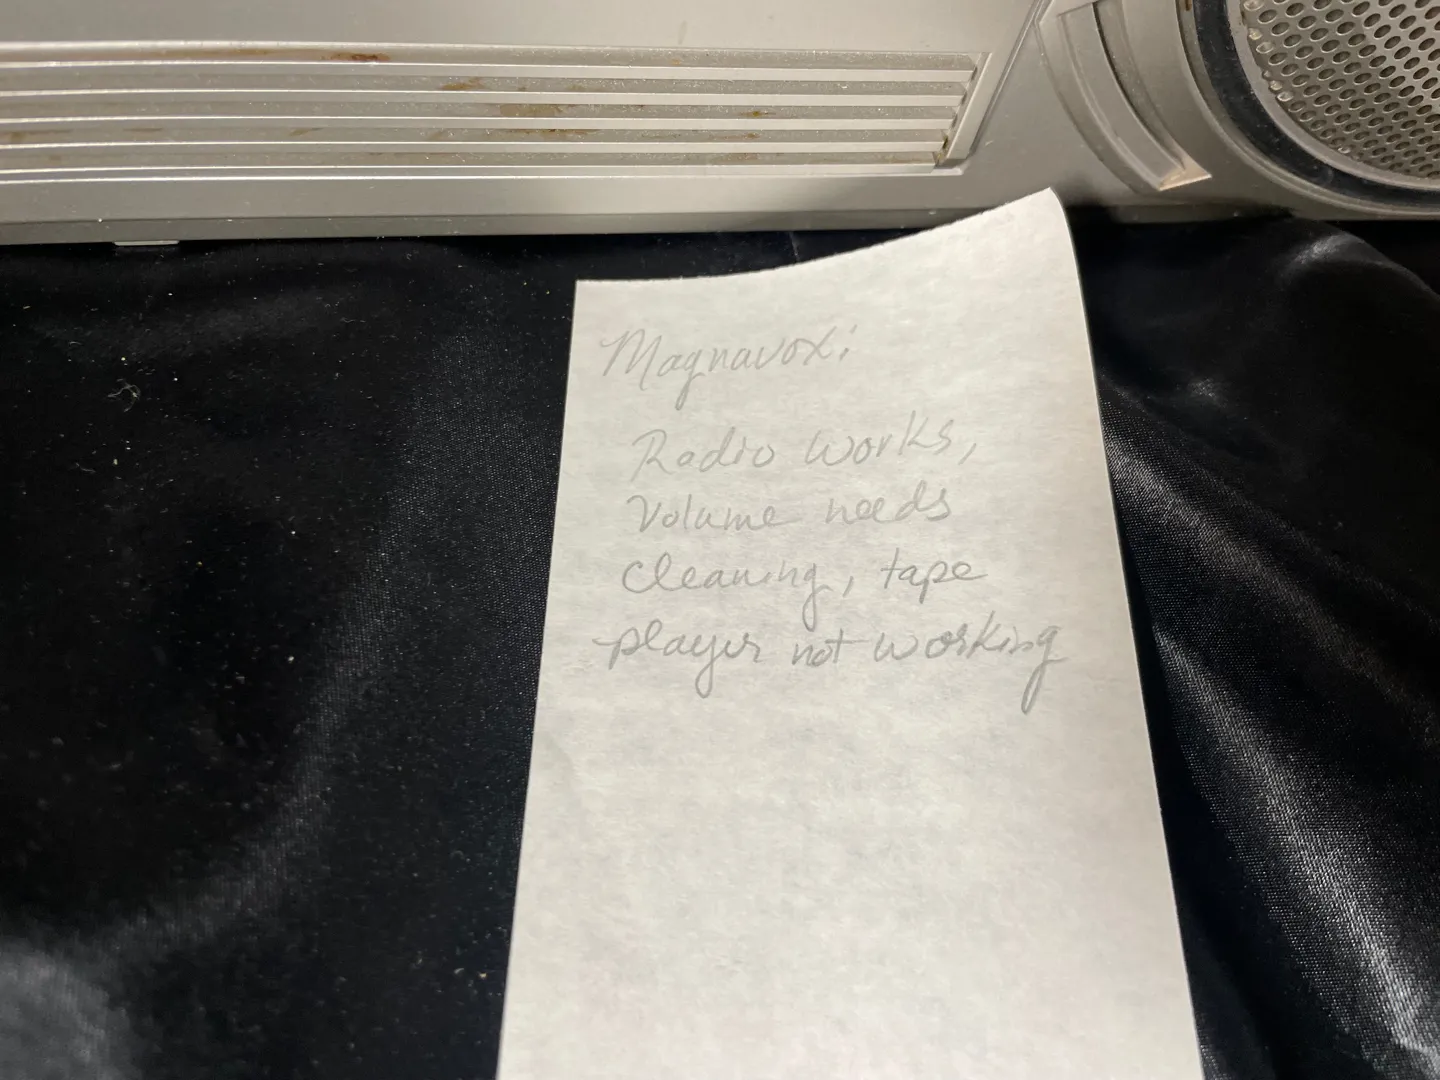 Magnavox:
Radio works,
Volume needs
cleaning, tape
player not working